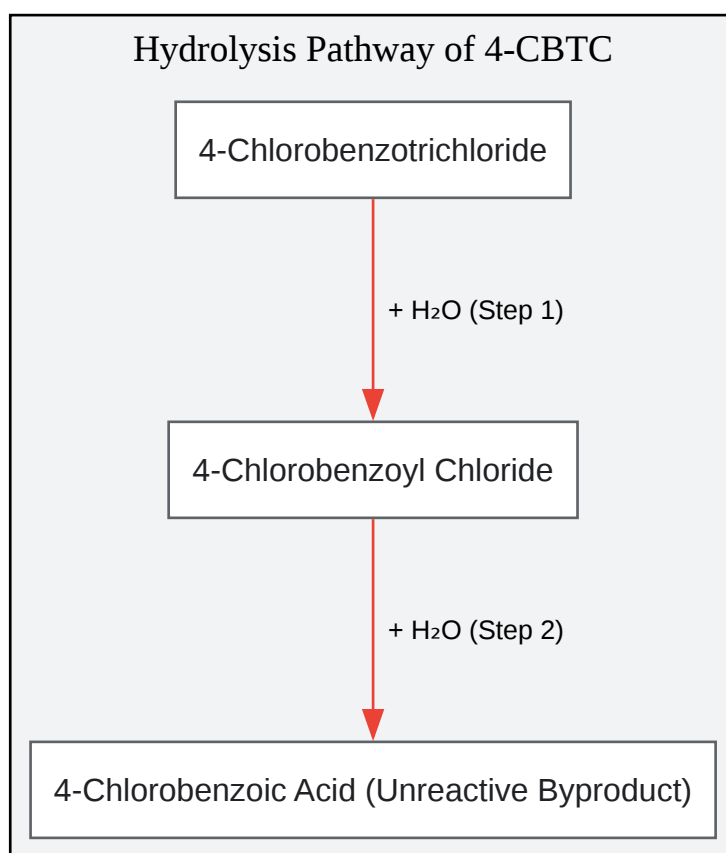 Hydrolysis Pathway of 4-CBTC
4-Chlorobenzotrichloride
+ H₂O (Step 1)
4-Chlorobenzoyl Chloride
+ H₂O (Step 2)
4-Chlorobenzoic Acid (Unreactive Byproduct)